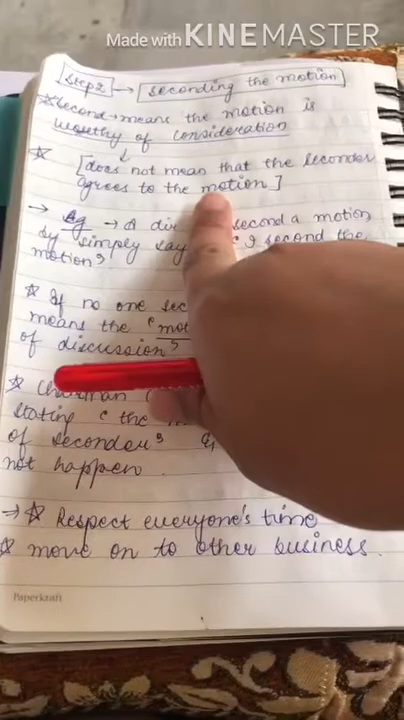 Made with KINEMASTER
Step2 → Seconding the motion
☆ Second → means the motion is
worthy of consideration
↓
☆ [does not mean that the seconder
agrees to the motion]
→ eg → a dir second a motion
by simply say I second the
motion"
☆ If no one sec
means the "mot
of discussion"
☆ Chairman
stating " the
of seconder"
not happen.
→ ☆ Respect everyone's time
☆ move on to other business.
Paperkraft